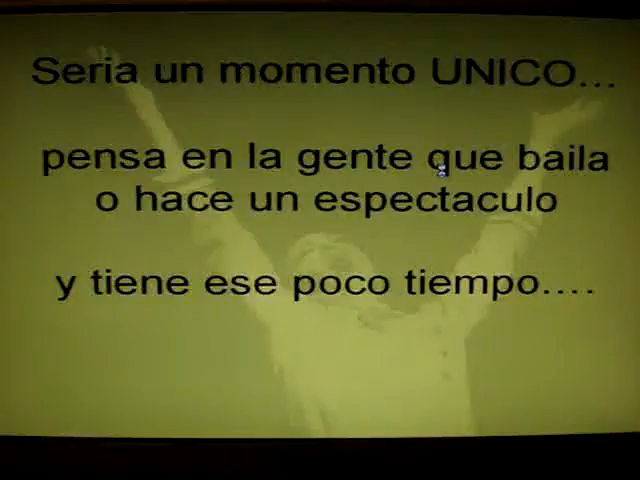 Seria un momento UNICO...
pensa en la gente que baila
o hace un espectaculo
y tiene ese poco tiempo....